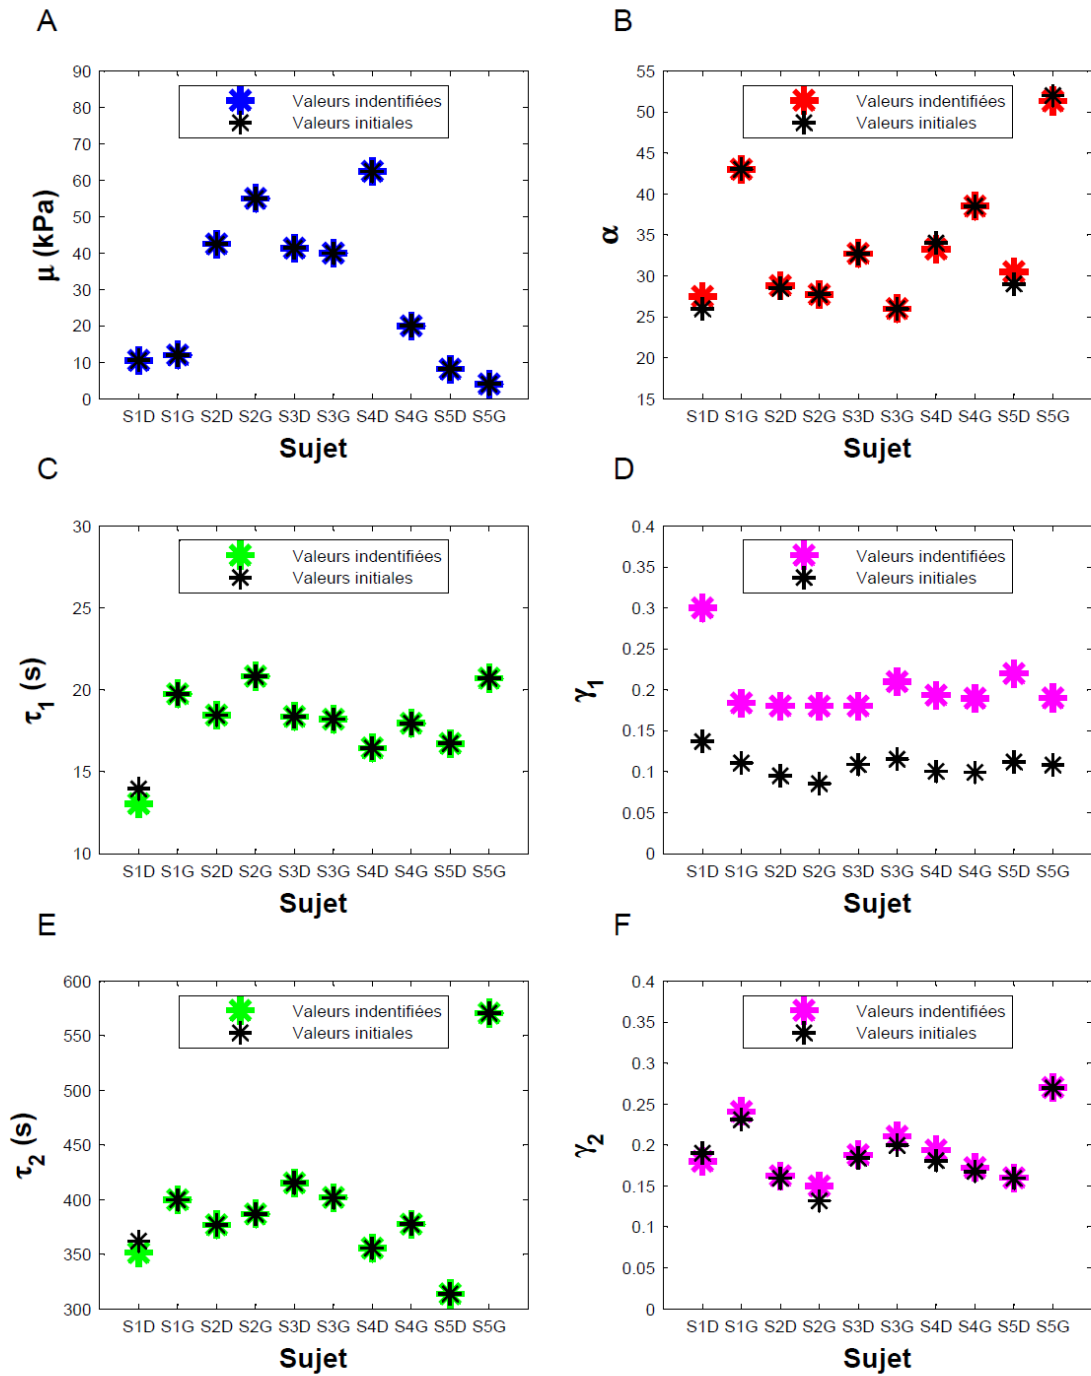 A
90
80
70
60
50
40
30
20
10
0
μ (kPa)
Valeurs indentifiées
Valeurs initiales
S1D S1G S2D S2G S3D S3G S4D S4G S5D S5G
Sujet
B
55
50
45
40
35
30
25
20
15
α
Valeurs indentifiées
Valeurs initiales
S1D S1G S2D S2G S3D S3G S4D S4G S5D S5G
Sujet
C
30
25
20
15
10
τ1 (s)
Valeurs indentifiées
Valeurs initiales
S1D S1G S2D S2G S3D S3G S4D S4G S5D S5G
Sujet
D
0.4
0.35
0.3
0.25
0.2
0.15
0.1
0.05
0
γ1
Valeurs indentifiées
Valeurs initiales
S1D S1G S2D S2G S3D S3G S4D S4G S5D S5G
Sujet
E
600
550
500
450
400
350
300
τ2 (s)
Valeurs indentifiées
Valeurs initiales
S1D S1G S2D S2G S3D S3G S4D S4G S5D S5G
Sujet
F
0.4
0.35
0.3
0.25
0.2
0.15
0.1
0.05
0
γ2
Valeurs indentifiées
Valeurs initiales
S1D S1G S2D S2G S3D S3G S4D S4G S5D S5G
Sujet